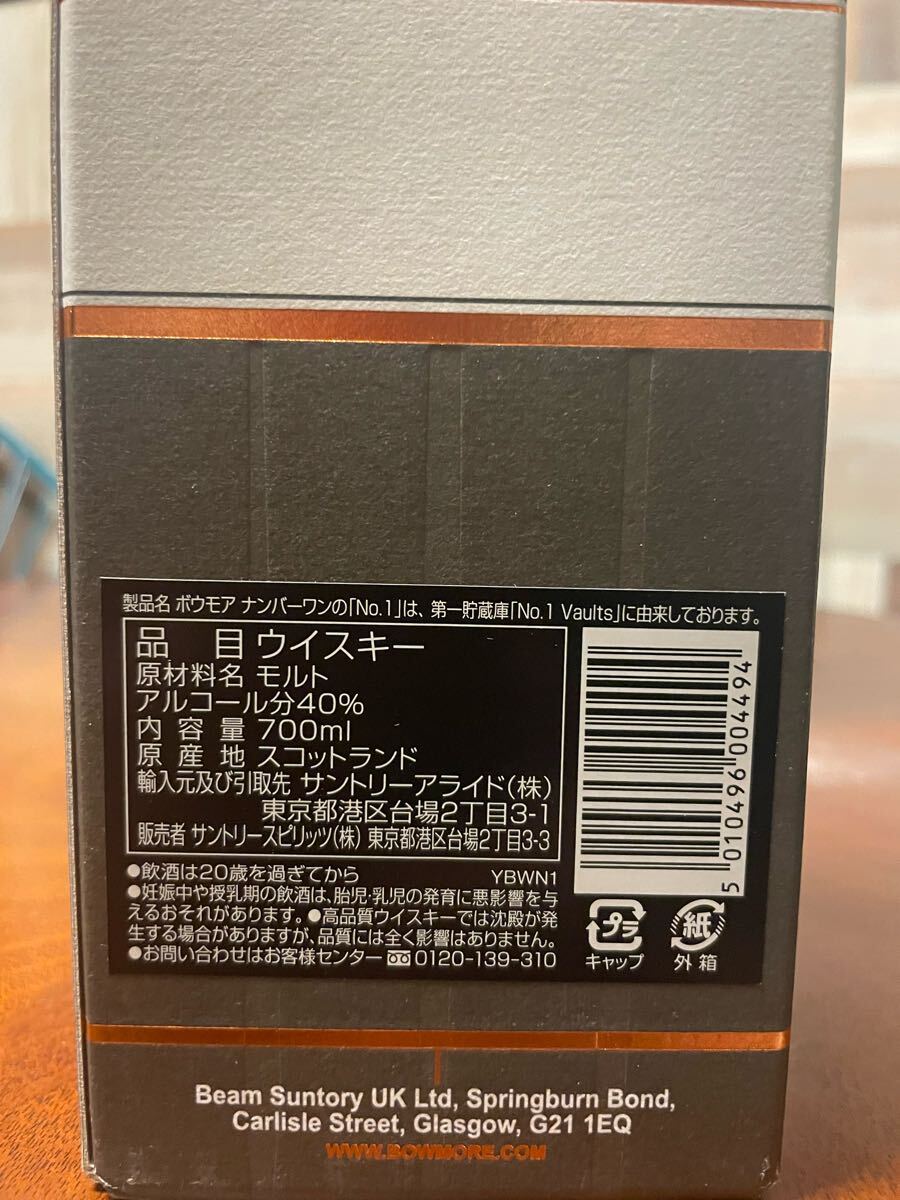 製品名 ボウモア ナンバーワンの「No.1」は、第一貯蔵庫「No.1 Vaults」に由来しております。
品 目 ウイスキー
原材料名 モルト
アルコール分40%
内容量 700ml
原産地 スコットランド
輸入元及び引取先 サントリーアライド(株)
東京都港区台場2丁目3-1
販売者 サントリースピリッツ(株) 東京都港区台場2丁目3-3
●飲酒は20歳を過ぎてから YBWN1
●妊娠中や授乳期の飲酒は、胎児・乳児の発育に悪影響を与
えるおそれがあります。●高品質ウイスキーでは沈殿が発
生する場合がありますが、品質には全く影響はありません。
●お問い合わせはお客様センター 0120-139-310
5 010496 004494
プラ
キャップ
紙
外箱
Beam Suntory UK Ltd, Springburn Bond,
Carlisle Street, Glasgow, G21 1EQ
WWW.BOWMORE.COM